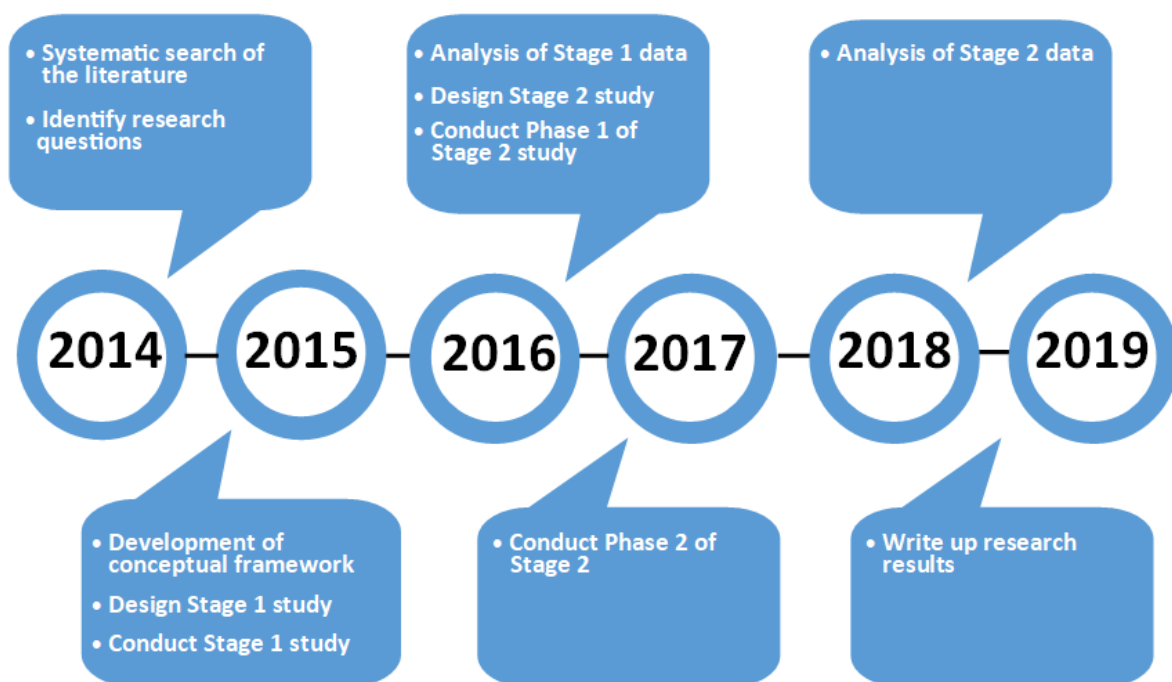 • Systematic search of
the literature
• Identify research
questions
• Analysis of Stage 1 data
• Design Stage 2 study
• Conduct Phase 1 of
Stage 2 study
• Analysis of Stage 2 data
2014
2015
2016
2017
2018
2019
• Development of
conceptual framework
• Design Stage 1 study
• Conduct Stage 1 study
• Conduct Phase 2 of
Stage 2
• Write up research
results